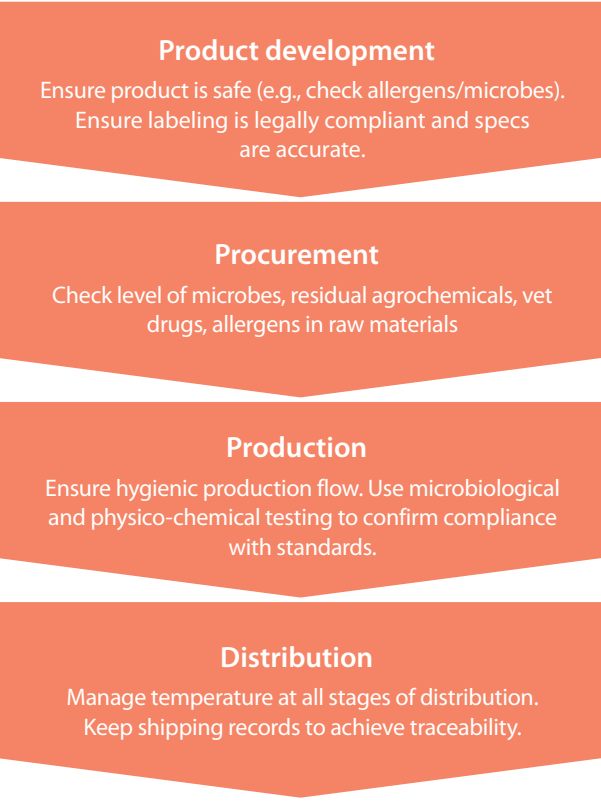 Product development
Ensure product is safe (e.g., check allergens/microbes).
Ensure labeling is legally compliant and specs
are accurate.
Procurement
Check level of microbes, residual agrochemicals, vet
drugs, allergens in raw materials
Production
Ensure hygienic production flow. Use microbiological
and physico-chemical testing to confirm compliance
with standards.
Distribution
Manage temperature at all stages of distribution.
Keep shipping records to achieve traceability.